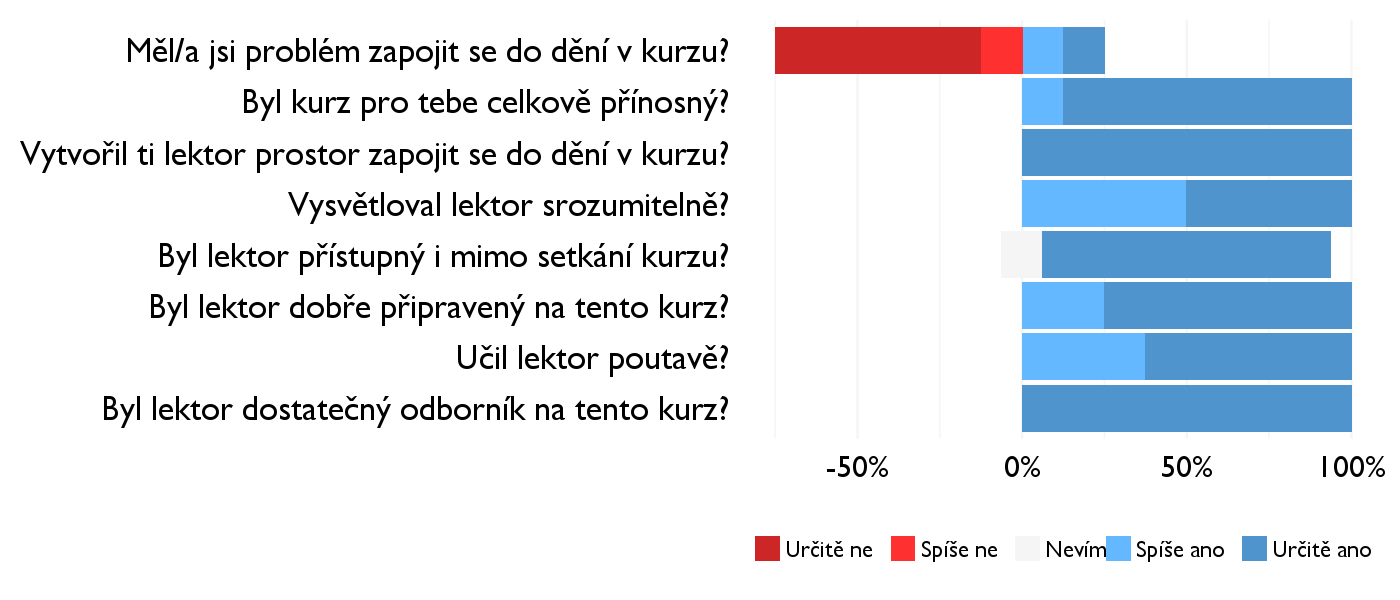 Měl/a jsi problém zapojit se do dění v kurzu?
Byl kurz pro tebe celkově přínosný?
Vytvořil ti lektor prostor zapojit se do dění v kurzu?
Vysvětloval lektor srozumitelně?
Byl lektor přístupný i mimo setkání kurzu?
Byl lektor dobře připravený na tento kurz?
Učil lektor poutavě?
Byl lektor dostatečný odborník na tento kurz?
-50% 0% 50% 100%
Určitě ne Spíše ne Nevím Spíše ano Určitě ano